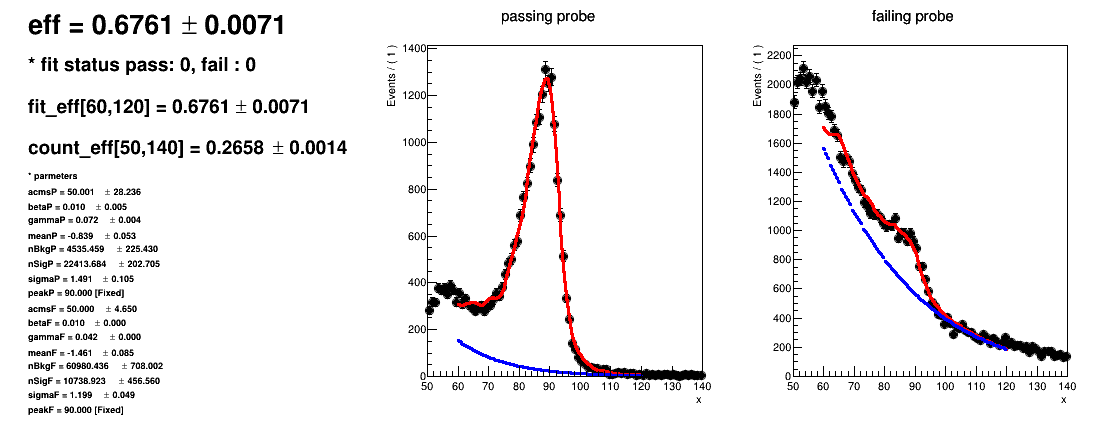 eff = 0.6761 ± 0.0071
* fit status pass: 0, fail : 0
fit_eff[60,120] = 0.6761 ± 0.0071
count_eff[50,140] = 0.2658 ± 0.0014
* parmeters
acmsP = 50.001 ± 28.236
betaP = 0.010 ± 0.005
gammaP = 0.072 ± 0.004
meanP = -0.839 ± 0.053
nBkgP = 4535.459 ± 225.430
nSigP = 22413.684 ± 202.705
sigmaP = 1.491 ± 0.105
peakP = 90.000 [Fixed]
acmsF = 50.000 ± 4.650
betaF = 0.010 ± 0.000
gammaF = 0.042 ± 0.000
meanF = -1.461 ± 0.085
nBkgF = 60980.436 ± 708.002
nSigF = 10738.923 ± 456.560
sigmaF = 1.199 ± 0.049
peakF = 90.000 [Fixed]
passing probe
Events / ( 1 )
1400
1200
1000
800
600
400
200
0
50 60 70 80 90 100 110 120 130 140
x
failing probe
Events / ( 1 )
2200
2000
1800
1600
1400
1200
1000
800
600
400
200
0
50 60 70 80 90 100 110 120 130 140
x